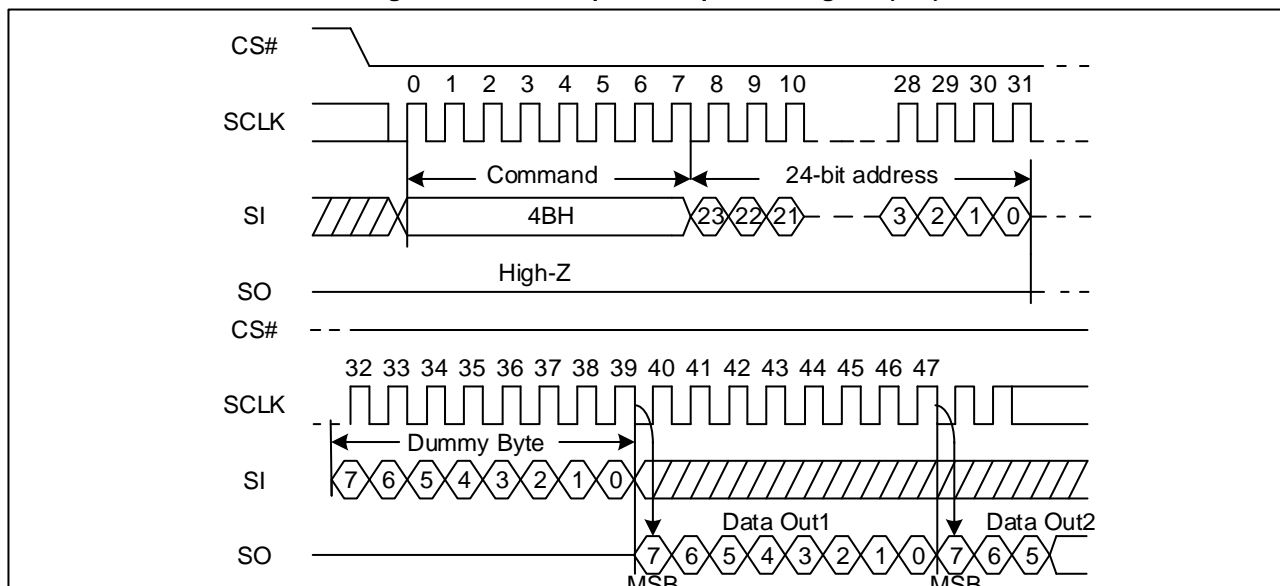 CS#
0 1 2 3 4 5 6 7 8 9 10 28 29 30 31
SCLK
Command 24-bit address
SI 4BH 23 22 21 3 2 1 0
High-Z
SO
CS#
32 33 34 35 36 37 38 39 40 41 42 43 44 45 46 47
SCLK
Dummy Byte
SI 7 6 5 4 3 2 1 0
Data Out1 Data Out2
SO 7 6 5 4 3 2 1 0 7 6 5
MSB MSB